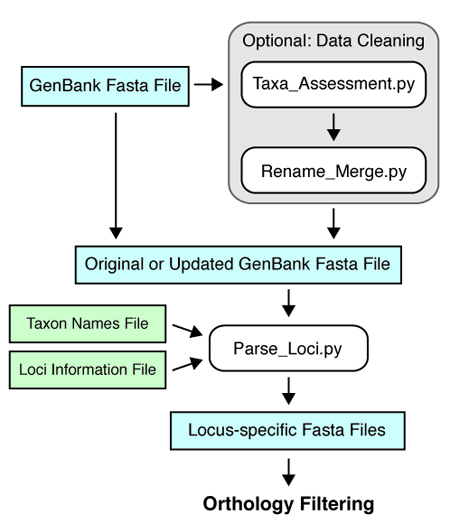 Optional: Data Cleaning
GenBank Fasta File
Taxa_Assessment.py
Rename_Merge.py
Original or Updated GenBank Fasta File
Taxon Names File
Parse_Loci.py
Loci Information File
Locus-specific Fasta Files
Orthology Filtering